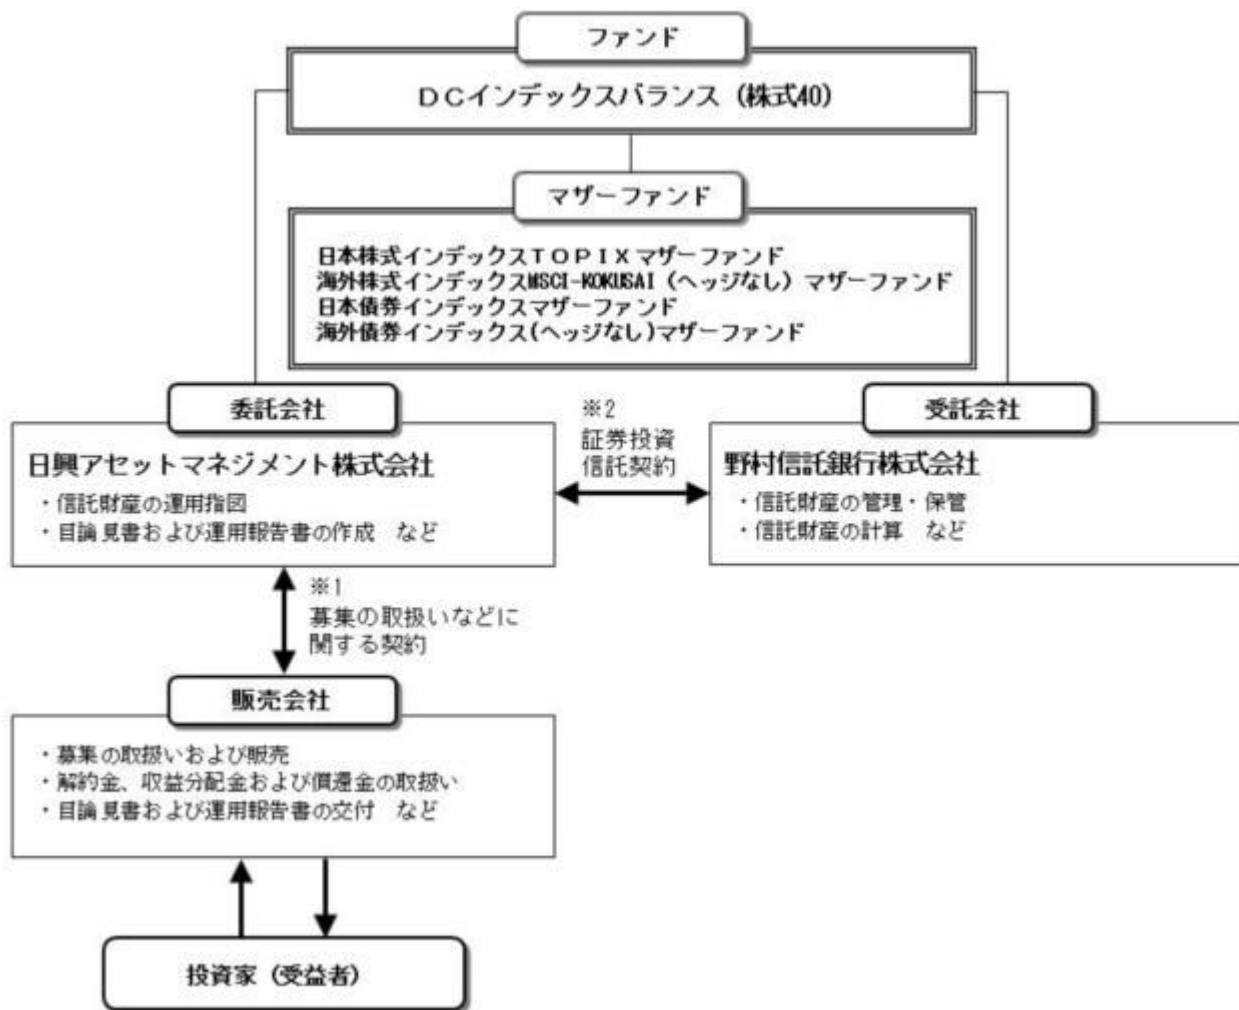 ファンド
DCインデックスバランス(株式40)
マザーファンド
日本株式インデックスTOPIXマザーファンド
海外株式インデックスMSCI-KOKUSAI(ヘッジなし)マザーファンド
日本債券インデックスマザーファンド
海外債券インデックス(ヘッジなし)マザーファンド
委託会社
日興アセットマネジメント株式会社
・信託財産の運用指図
・目論見書および運用報告書の作成 など
※2
証券投資
信託契約
受託会社
野村信託銀行株式会社
・信託財産の管理・保管
・信託財産の計算 など
※1
募集の取扱いなどに
関する契約
販売会社
・募集の取扱いおよび販売
・解約金、収益分配金および償還金の取扱い
・目論見書および運用報告書の交付 など
投資家(受益者)